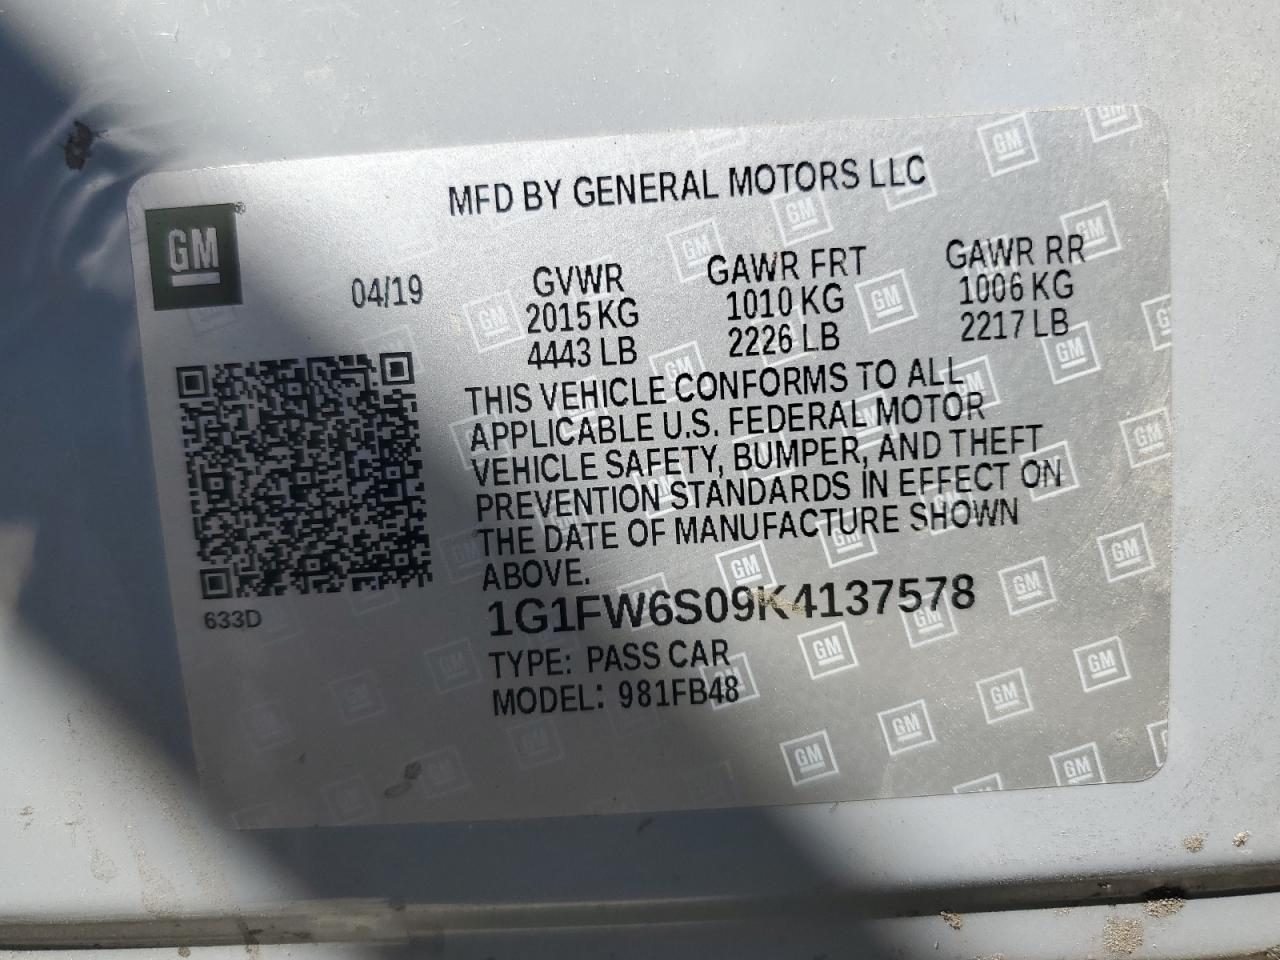 MFD BY GENERAL MOTORS LLC
GM
04/19
GVWR
2015 KG
4443 LB
GAWR FRT
1010 KG
2226 LB
GAWR RR
1006 KG
2217 LB
THIS VEHICLE CONFORMS TO ALL
APPLICABLE U.S. FEDERAL MOTOR
VEHICLE SAFETY, BUMPER, AND THEFT
PREVENTION STANDARDS IN EFFECT ON
THE DATE OF MANUFACTURE SHOWN
ABOVE.
633D
1G1FW6S09K4137578
TYPE: PASS CAR
MODEL: 981FB48